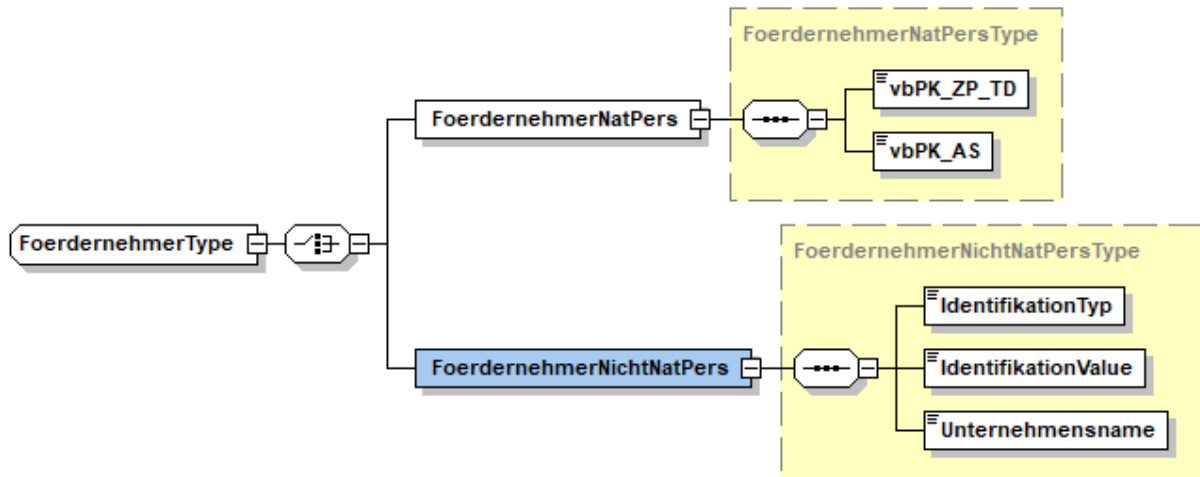 FoerdernehmerNatPersType
vbPK_ZP_TD
FoerdernehmerNatPers
vbPK_AS
FoerdernehmerType
FoerdernehmerNichtNatPersType
IdentifikationTyp
FoerdernehmerNichtNatPers
IdentifikationValue
Unternehmensname